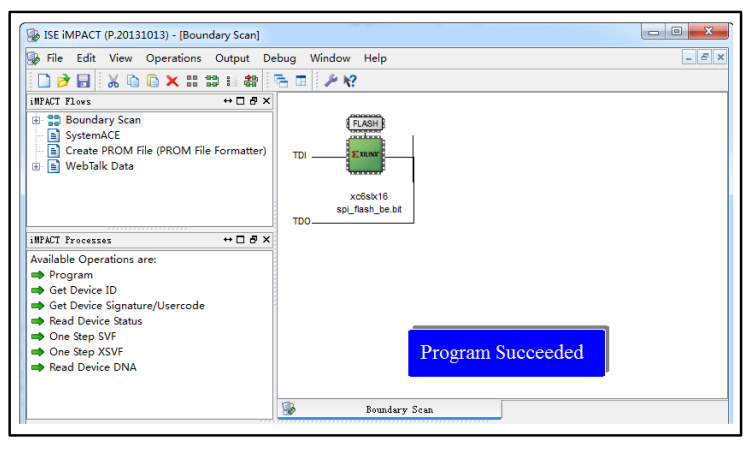 ISE iMPACT (P.20131013) - [Boundary Scan]
File Edit View Operations Output Debug Window Help
iMPACT Flows
Boundary Scan
SystemACE
Create PROM File (PROM File Formatter)
WebTalk Data
iMPACT Processes
Available Operations are:
Program
Get Device ID
Get Device Signature/Usercode
Read Device Status
One Step SVF
One Step XSVF
Read Device DNA
FLASH
TDI
XILINX
xc6slx16
spi_flash_be.bit
TDO
Program Succeeded
Boundary Scan